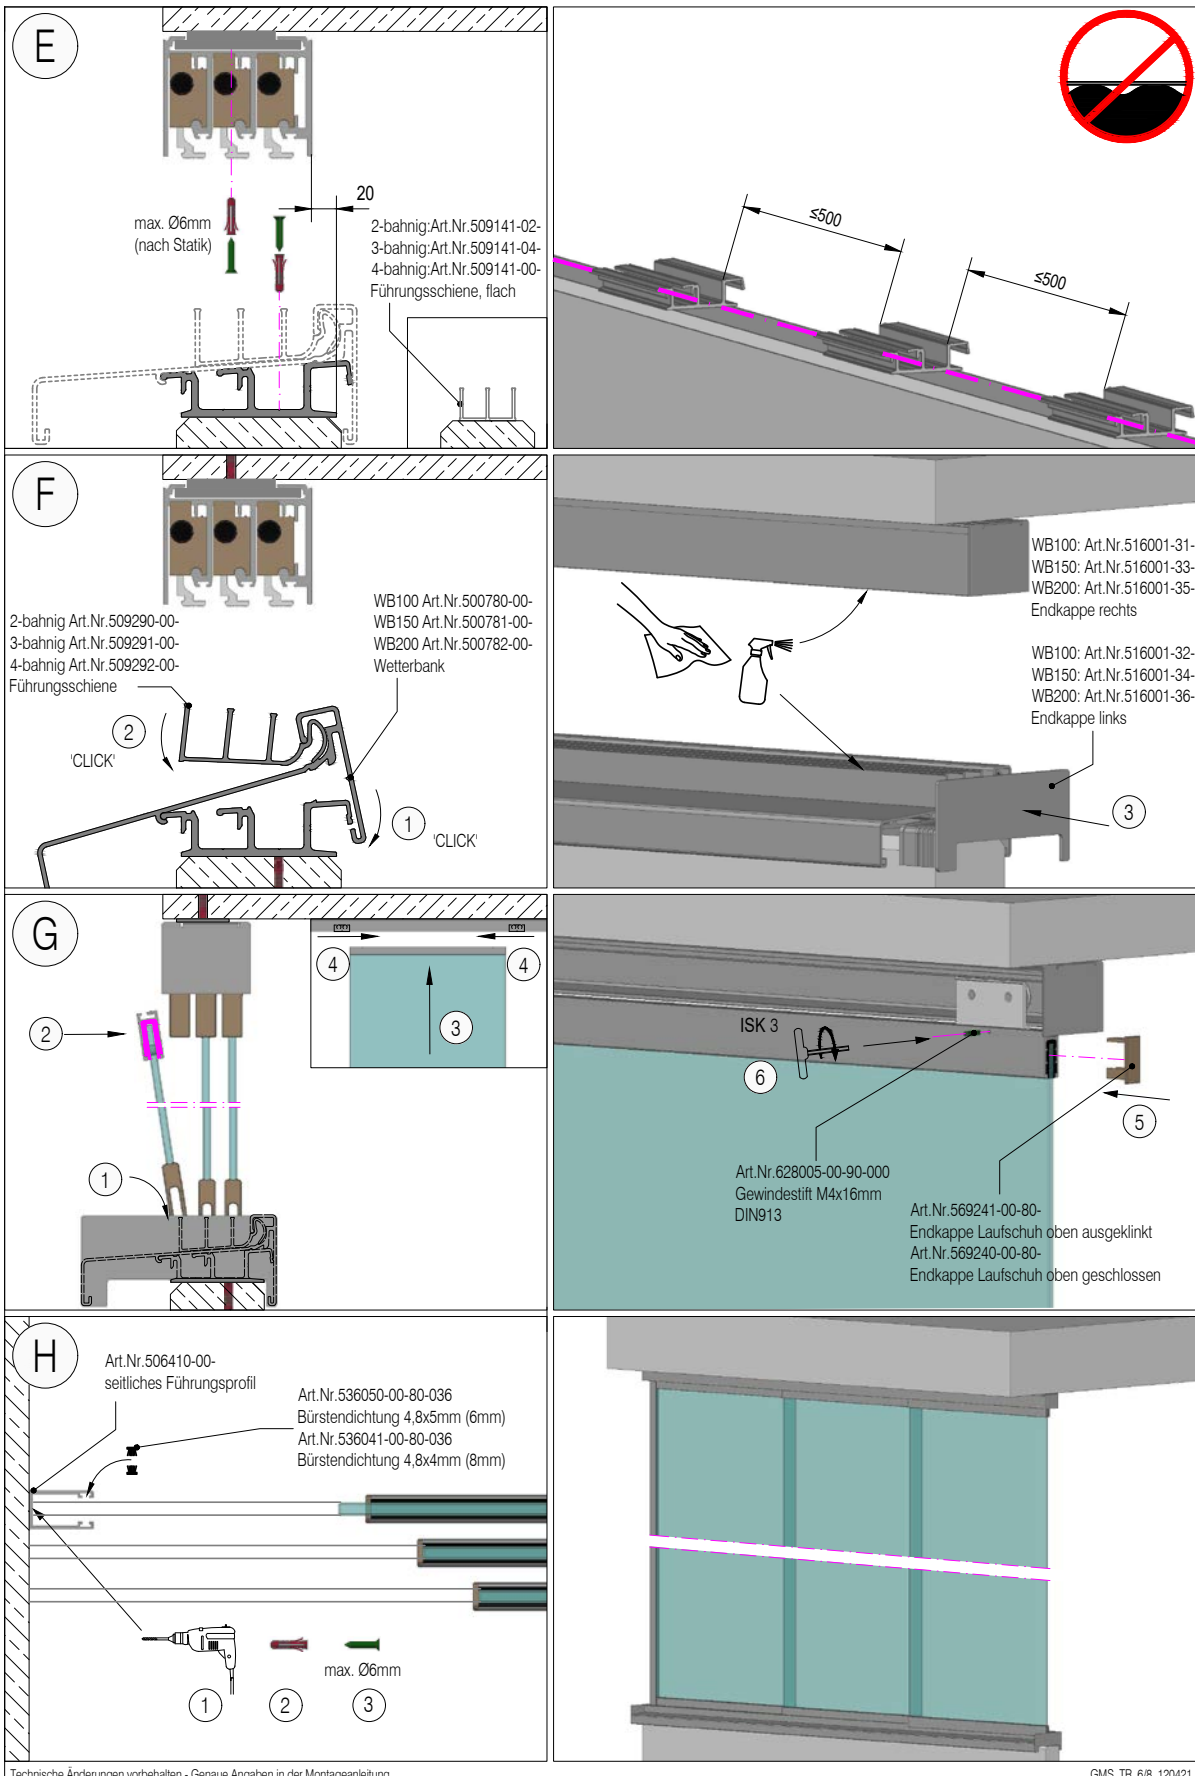 E
20
max. Ø6mm
(nach Statik)
2-bahnig:Art.Nr.509141-02-
3-bahnig:Art.Nr.509141-04-
4-bahnig:Art.Nr.509141-00-
Führungsschiene, flach
≤500
≤500
F
2-bahnig Art.Nr.509290-00-
3-bahnig Art.Nr.509291-00-
4-bahnig Art.Nr.509292-00-
Führungsschiene
WB100 Art.Nr.500780-00-
WB150 Art.Nr.500781-00-
WB200 Art.Nr.500782-00-
Wetterbank
2
'CLICK'
1
'CLICK'
WB100: Art.Nr.516001-31-
WB150: Art.Nr.516001-33-
WB200: Art.Nr.516001-35-
Endkappe rechts
WB100: Art.Nr.516001-32-
WB150: Art.Nr.516001-34-
WB200: Art.Nr.516001-36-
Endkappe links
3
G
4
4
3
2
1
ISK 3
6
5
Art.Nr.628005-00-90-000
Gewindestift M4x16mm
DIN913
Art.Nr.569241-00-80-
Endkappe Laufschuh oben ausgeklinkt
Art.Nr.569240-00-80-
Endkappe Laufschuh oben geschlossen
H
Art.Nr.506410-00-
seitliches Führungsprofil
Art.Nr.536050-00-80-036
Bürstendichtung 4,8x5mm (6mm)
Art.Nr.536041-00-80-036
Bürstendichtung 4,8x4mm (8mm)
max. Ø6mm
1
2
3
Technische Änderungen vorbehalten - Genaue Angaben in der Montageanleitung
GMS_TR_6/8_120421